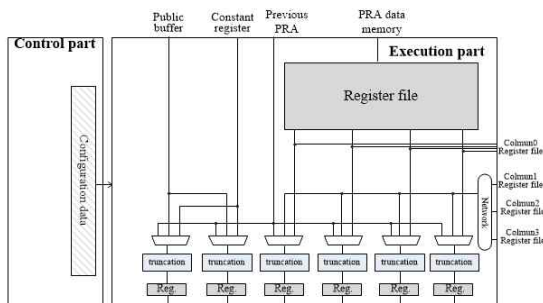 Public
buffer
Constant
register
Previous
PRA
PRA data
memory
Control part
Execution part
Register file
Configuration data
Colmun0
Register file
Colmun1
Register file
Colmun2
Register file
Colmun3
Register file
Network
truncation
truncation
truncation
truncation
truncation
truncation
Reg.
Reg.
Reg.
Reg.
Reg.
Reg.